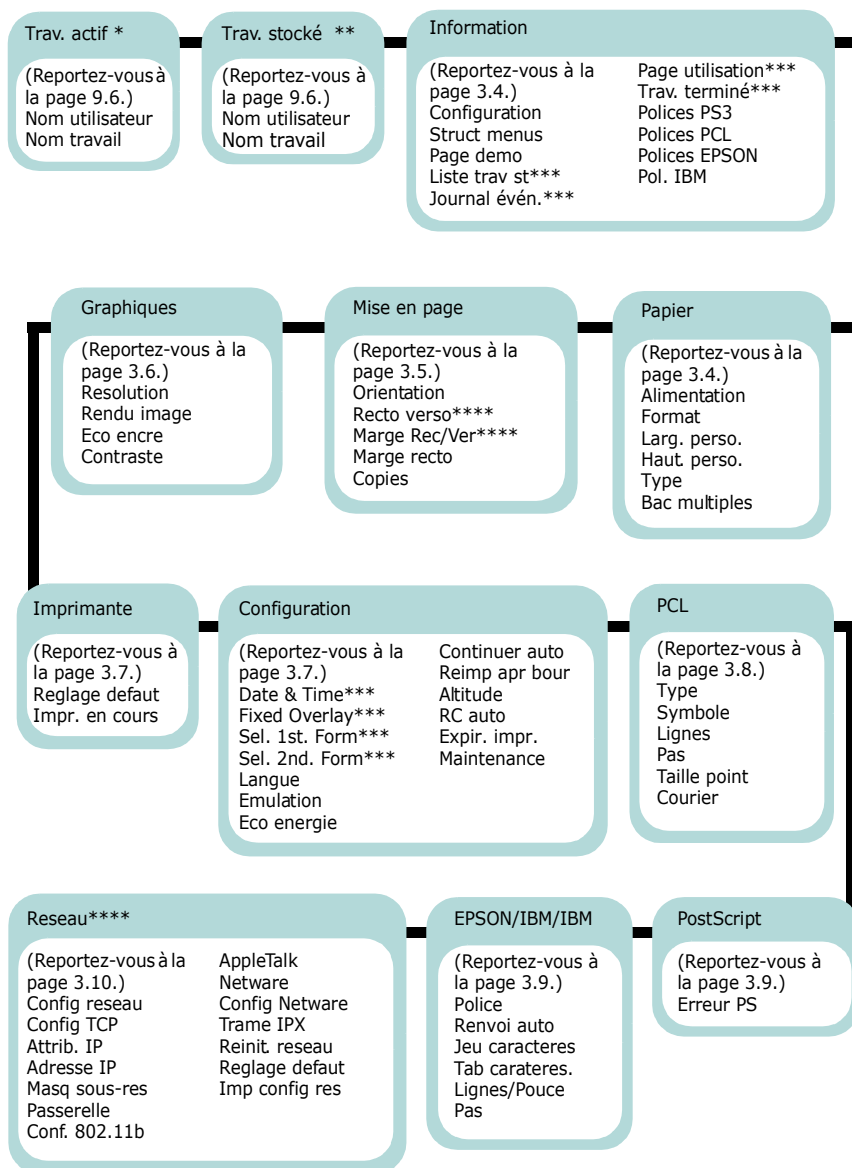 Trav. actif *
(Reportez-vous à
la page 9.6.)
Nom utilisateur
Nom travail
Trav. stocké **
(Reportez-vous à
la page 9.6.)
Nom utilisateur
Nom travail
Information
(Reportez-vous à la
page 3.4.)
Configuration
Struct menus
Page demo
Liste trav st***
Journal évén.***
Page utilisation***
Trav. terminé***
Polices PS3
Polices PCL
Polices EPSON
Pol. IBM
Graphiques
(Reportez-vous à la
page 3.6.)
Resolution
Rendu image
Eco encre
Contraste
Mise en page
(Reportez-vous à la
page 3.5.)
Orientation
Recto verso****
Marge Rec/Ver****
Marge recto
Copies
Papier
(Reportez-vous à la
page 3.4.)
Alimentation
Format
Larg. perso.
Haut. perso.
Type
Bac multiples
Imprimante
(Reportez-vous à
la page 3.7.)
Reglage defaut
Impr. en cours
Configuration
(Reportez-vous à la
page 3.7.)
Date & Time***
Fixed Overlay***
Sel. 1st. Form***
Sel. 2nd. Form***
Langue
Emulation
Eco energie
Continuer auto
Reimp apr bour
Altitude
RC auto
Expir. impr.
Maintenance
PCL
(Reportez-vous à
la page 3.8.)
Type
Symbole
Lignes
Pas
Taille point
Courier
Reseau****
(Reportez-vous à la
page 3.10.)
Config reseau
Config TCP
Attrib. IP
Adresse IP
Masq sous-res
Passerelle
Conf. 802.11b
AppleTalk
Netware
Config Netware
Trame IPX
Reinit. reseau
Reglage defaut
Imp config res
EPSON/IBM/IBM
(Reportez-vous à
la page 3.9.)
Police
Renvoi auto
Jeu caracteres
Tab carateres.
Lignes/Pouce
Pas
PostScript
(Reportez-vous à
la page 3.9.)
Erreur PS